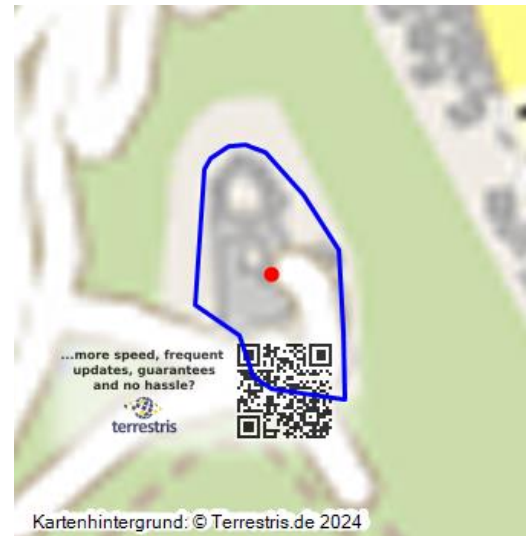 ...more speed, frequent
updates, guarantees
and no hassle?
terrestris
Kartenhintergrund: © Terrestris.de 2024